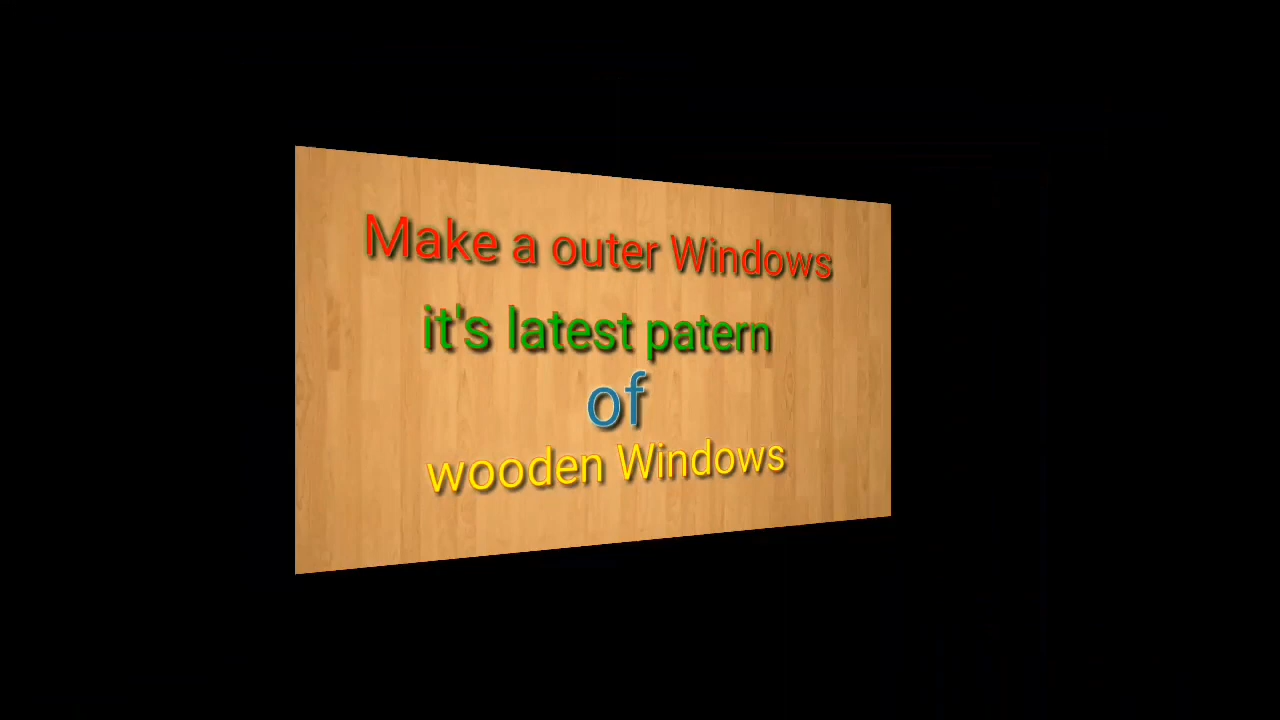 Make a outer Windows
it's latest patern
of
wooden Windows